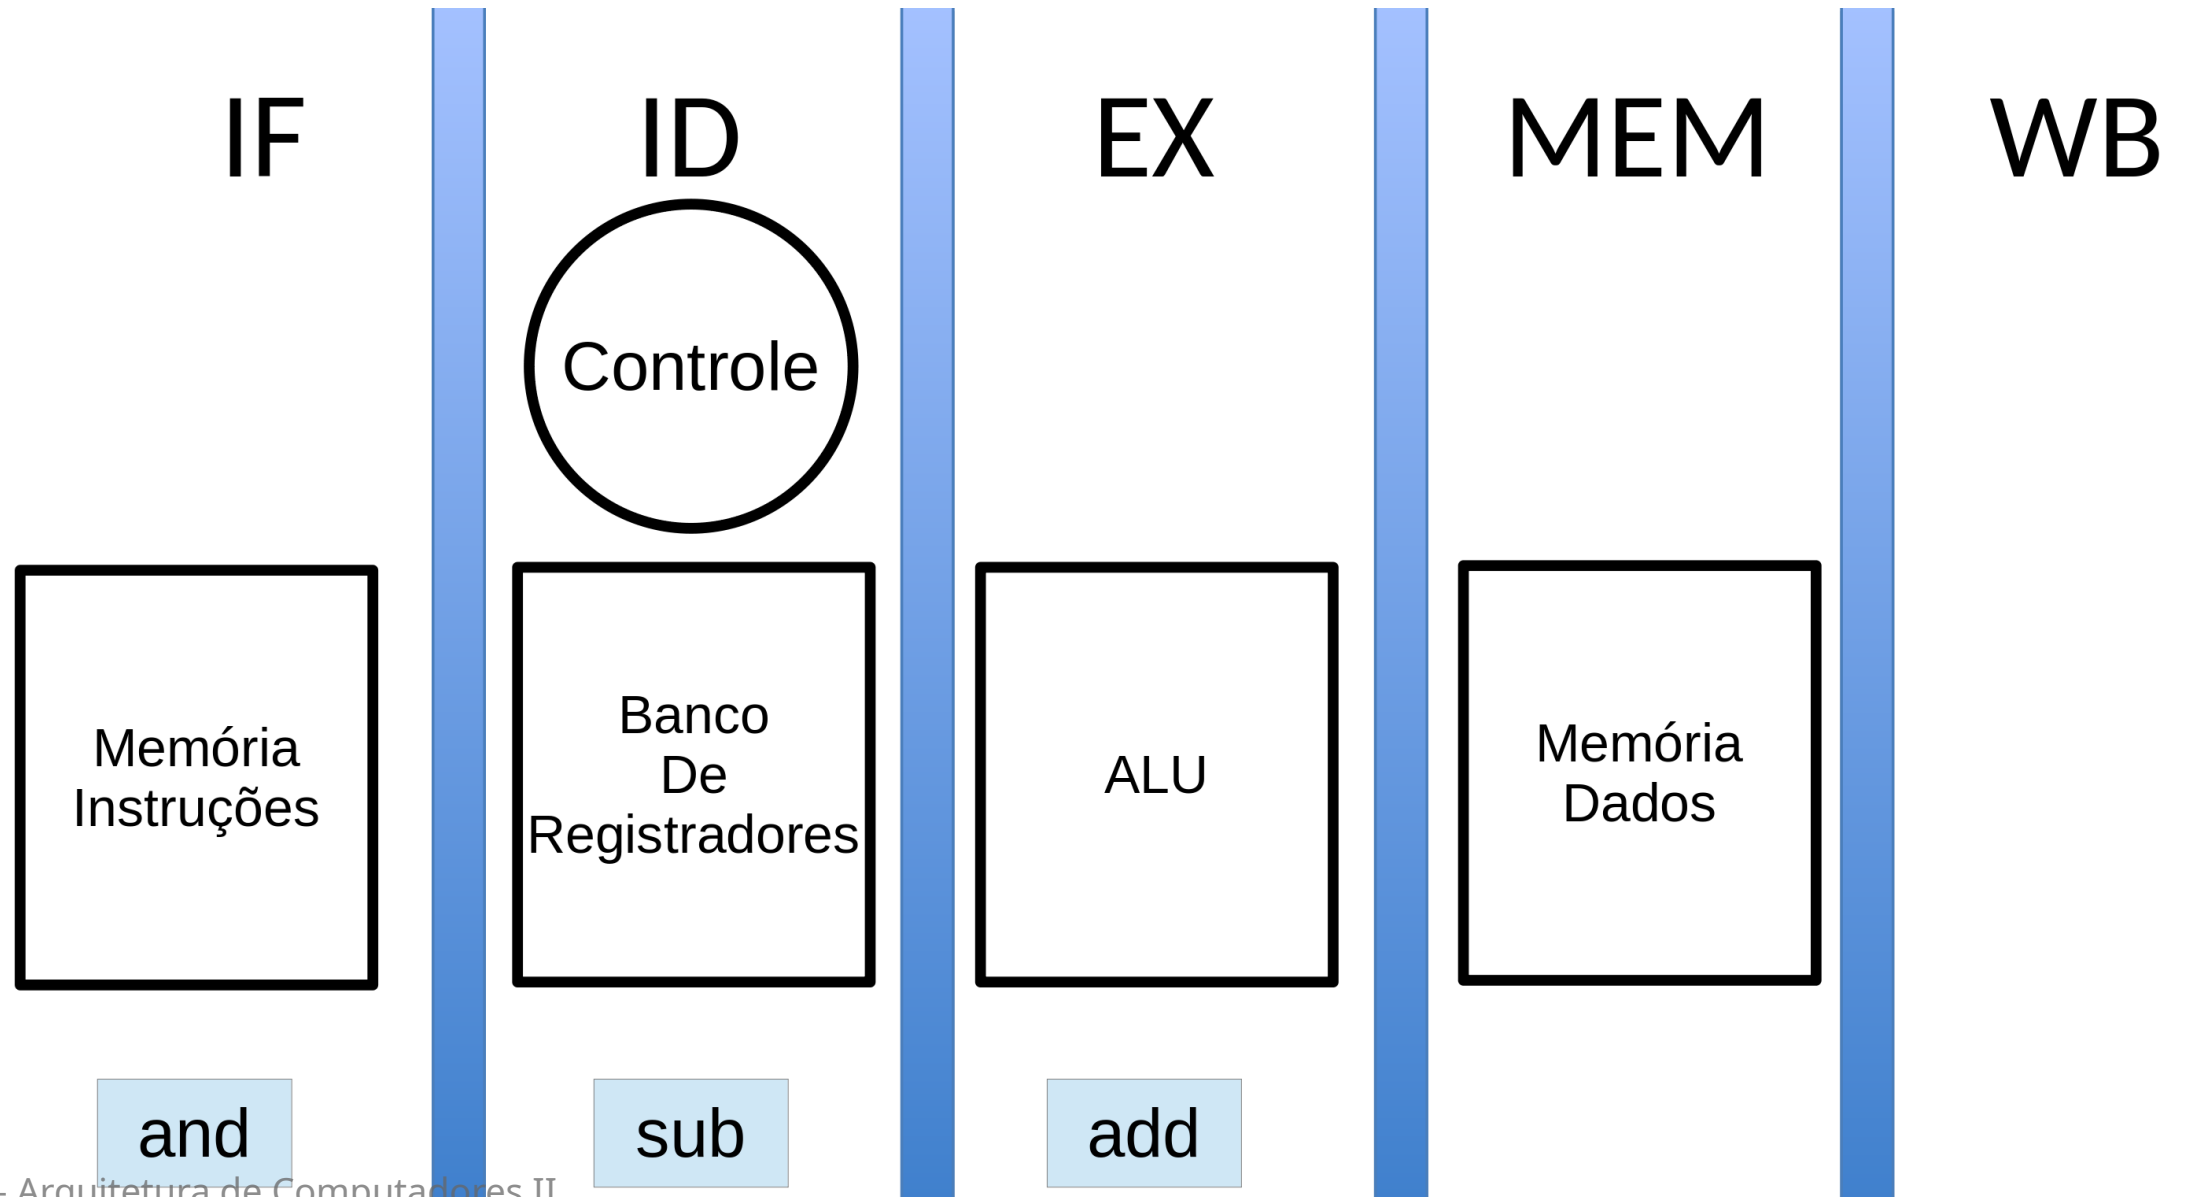 IF
ID
EX
MEM
WB
Controle
Memória
Instruções
Banco
De
Registradores
ALU
Memória
Dados
and
sub
add
- Arquitetura de Computadores II